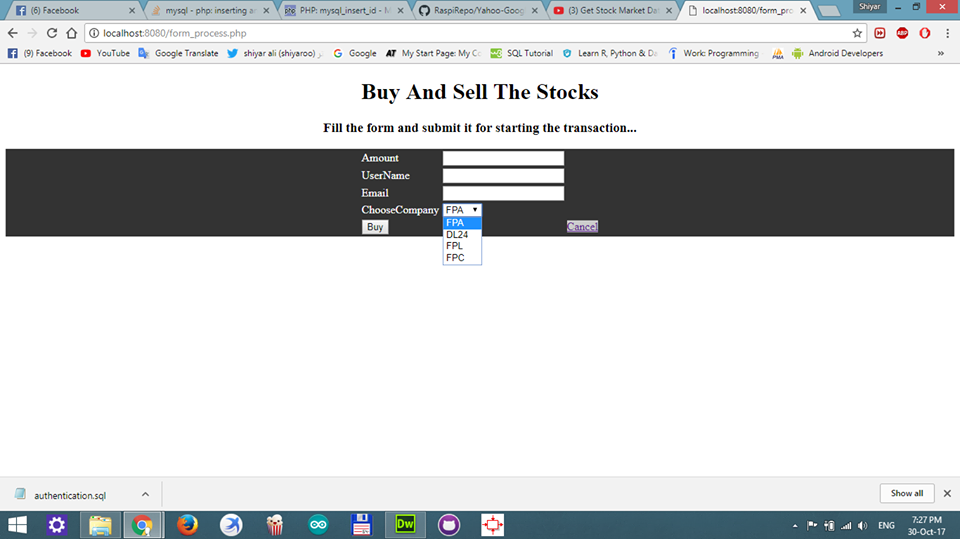 Shiyar
(6) Facebook
mysql - php: inserting a
PHP: mysql_insert_id - M
RaspiRepo/Yahoo-Goog
(3) Get Stock Market Da
localhost:8080/form_pro
localhost:8080/form_process.php
(9) Facebook
YouTube
Google Translate
shiyar ali (shiyaroo)
Google
My Start Page: My C
SQL Tutorial
Learn R, Python & Da
Work: Programming
PMA
Android Developers
»
Buy And Sell The Stocks
Fill the form and submit it for starting the transaction...
Amount
UserName
Email
ChooseCompany FPA
FPA
Buy Cancel
DL24
FPL
FPC
authentication.sql
Show all
Dw
ENG
7:27 PM
30-Oct-17